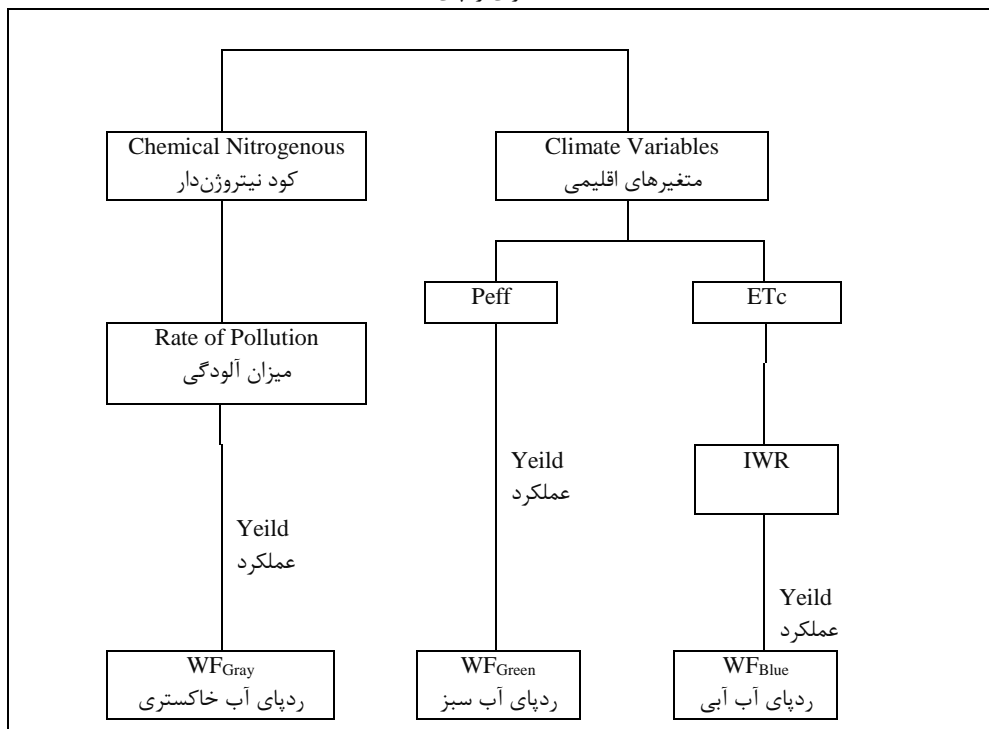 Chemical Nitrogenous
کود نیتروژن‌دار
Climate Variables
متغیرهای اقلیمی
Peff
ETc
Rate of Pollution
میزان آلودگی
IWR
Yeild
عملکرد
Yeild
عملکرد
Yeild
عملکرد
WFGray
ردپای آب خاکستری
WFGreen
ردپای آب سبز
WFBlue
ردپای آب آبی